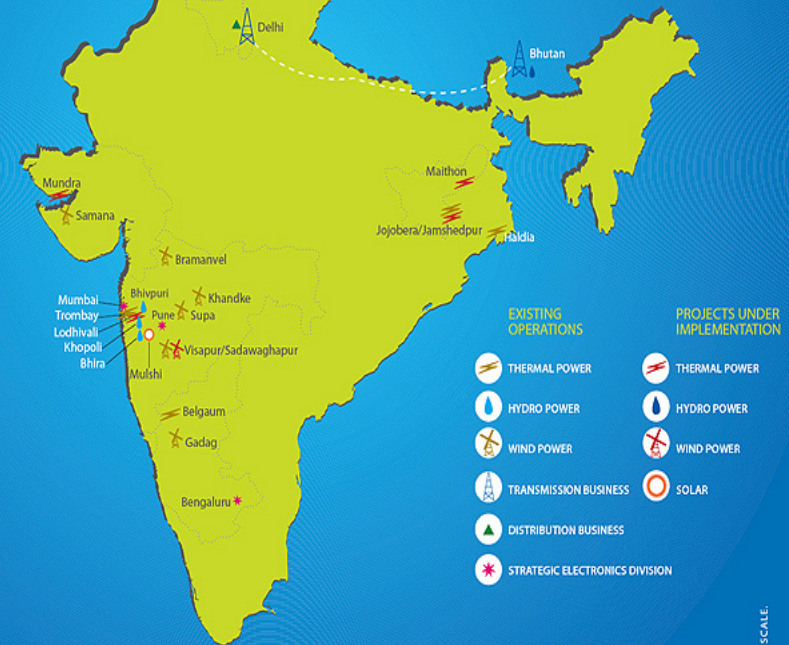 Delhi
Bhutan
Mundra
Samana
Maithon
Jojobera/Jamshedpur
Haldia
Bramanvel
Bhivpuri
Khandke
Mumbai
Trombay
Pune
Supa
Lodhivali
Khopoli
Bhira
Visapur/Sadawaghapur
Mulshi
Belgaum
Gadag
Bengaluru
EXISTING
OPERATIONS
THERMAL POWER
HYDRO POWER
WIND POWER
TRANSMISSION BUSINESS
DISTRIBUTION BUSINESS
STRATEGIC ELECTRONICS DIVISION
PROJECTS UNDER
IMPLEMENTATION
THERMAL POWER
HYDRO POWER
WIND POWER
SOLAR
SCALE.